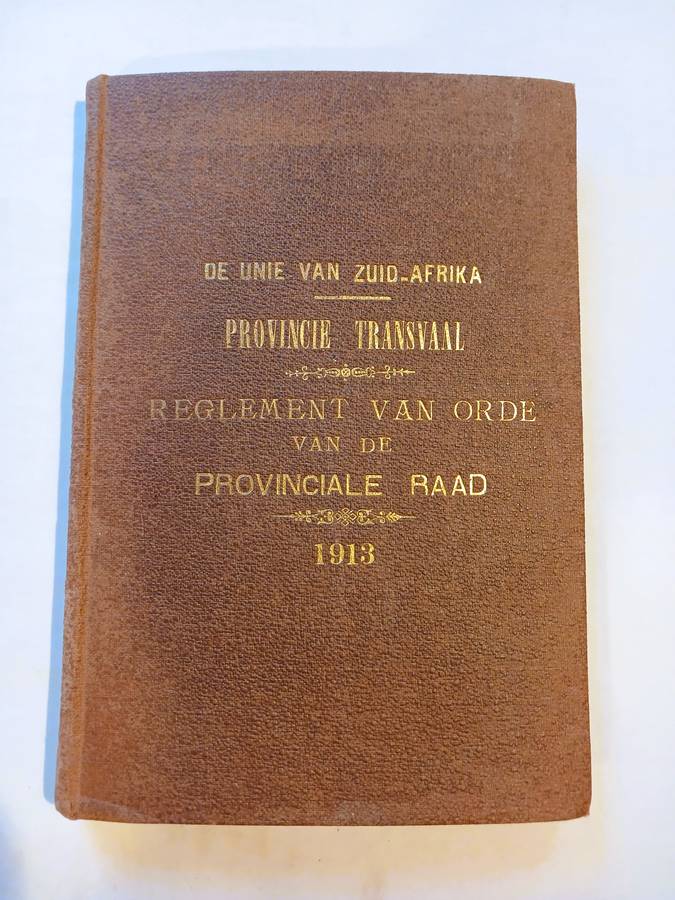 DE UNIE VAN ZUID-AFRIKA
PROVINCIE TRANSVAAL
REGLEMENT VAN ORDE
VAN DE
PROVINCIALE RAAD
1913